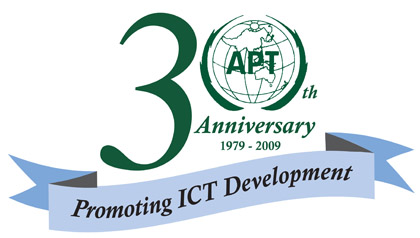 30th
APT
Anniversary
1979 - 2009
Promoting ICT Development